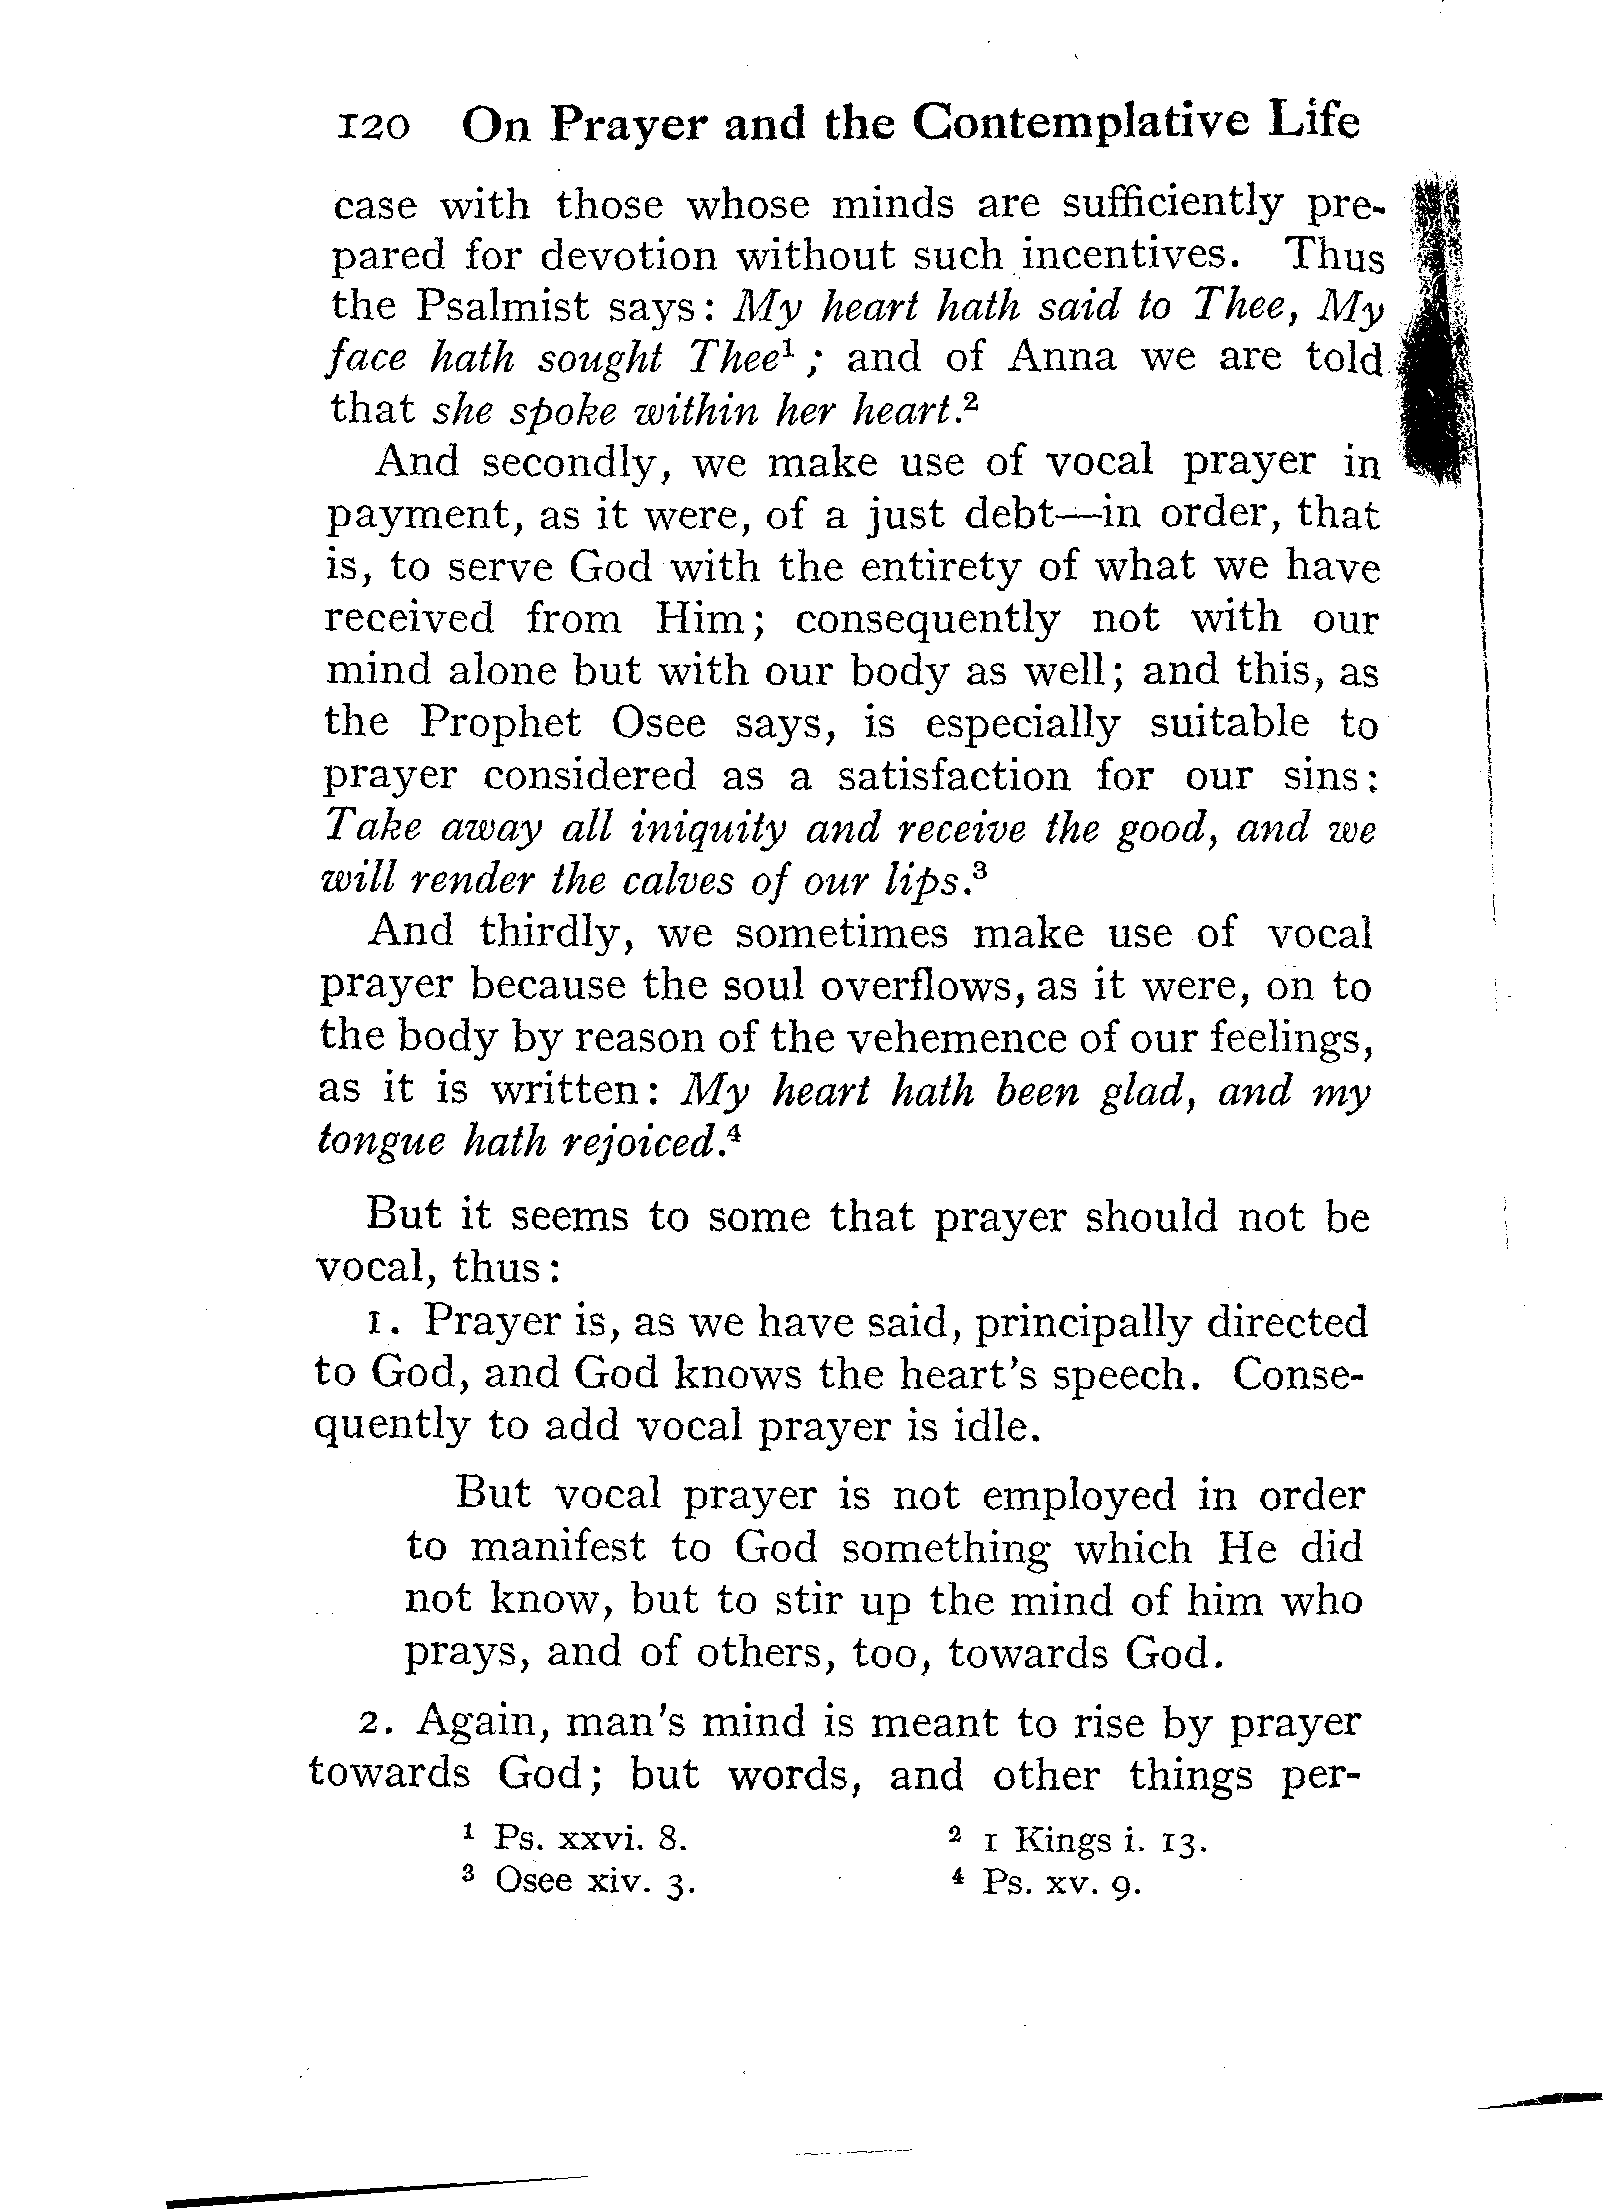 120 On Prayer and the Contemplative Life
case with those whose minds are sufficiently pre-
pared for devotion without such incentives. Thus
the Psalmist says: My heart hath said to Thee, My
face hath sought Thee¹; and of Anna we are told
that she spoke within her heart.²
And secondly, we make use of vocal prayer in
payment, as it were, of a just debt—in order, that
is, to serve God with the entirety of what we have
received from Him; consequently not with our
mind alone but with our body as well; and this, as
the Prophet Osee says, is especially suitable to
prayer considered as a satisfaction for our sins:
Take away all iniquity and receive the good, and we
will render the calves of our lips.³
And thirdly, we sometimes make use of vocal
prayer because the soul overflows, as it were, on to
the body by reason of the vehemence of our feelings,
as it is written: My heart hath been glad, and my
tongue hath rejoiced.⁴
But it seems to some that prayer should not be
vocal, thus:
1. Prayer is, as we have said, principally directed
to God, and God knows the heart's speech. Conse-
quently to add vocal prayer is idle.
But vocal prayer is not employed in order
to manifest to God something which He did
not know, but to stir up the mind of him who
prays, and of others, too, towards God.
2. Again, man's mind is meant to rise by prayer
towards God; but words, and other things per-
¹ Ps. xxvi. 8. ² 1 Kings i. 13.
³ Osee xiv. 3. ⁴ Ps. xv. 9.